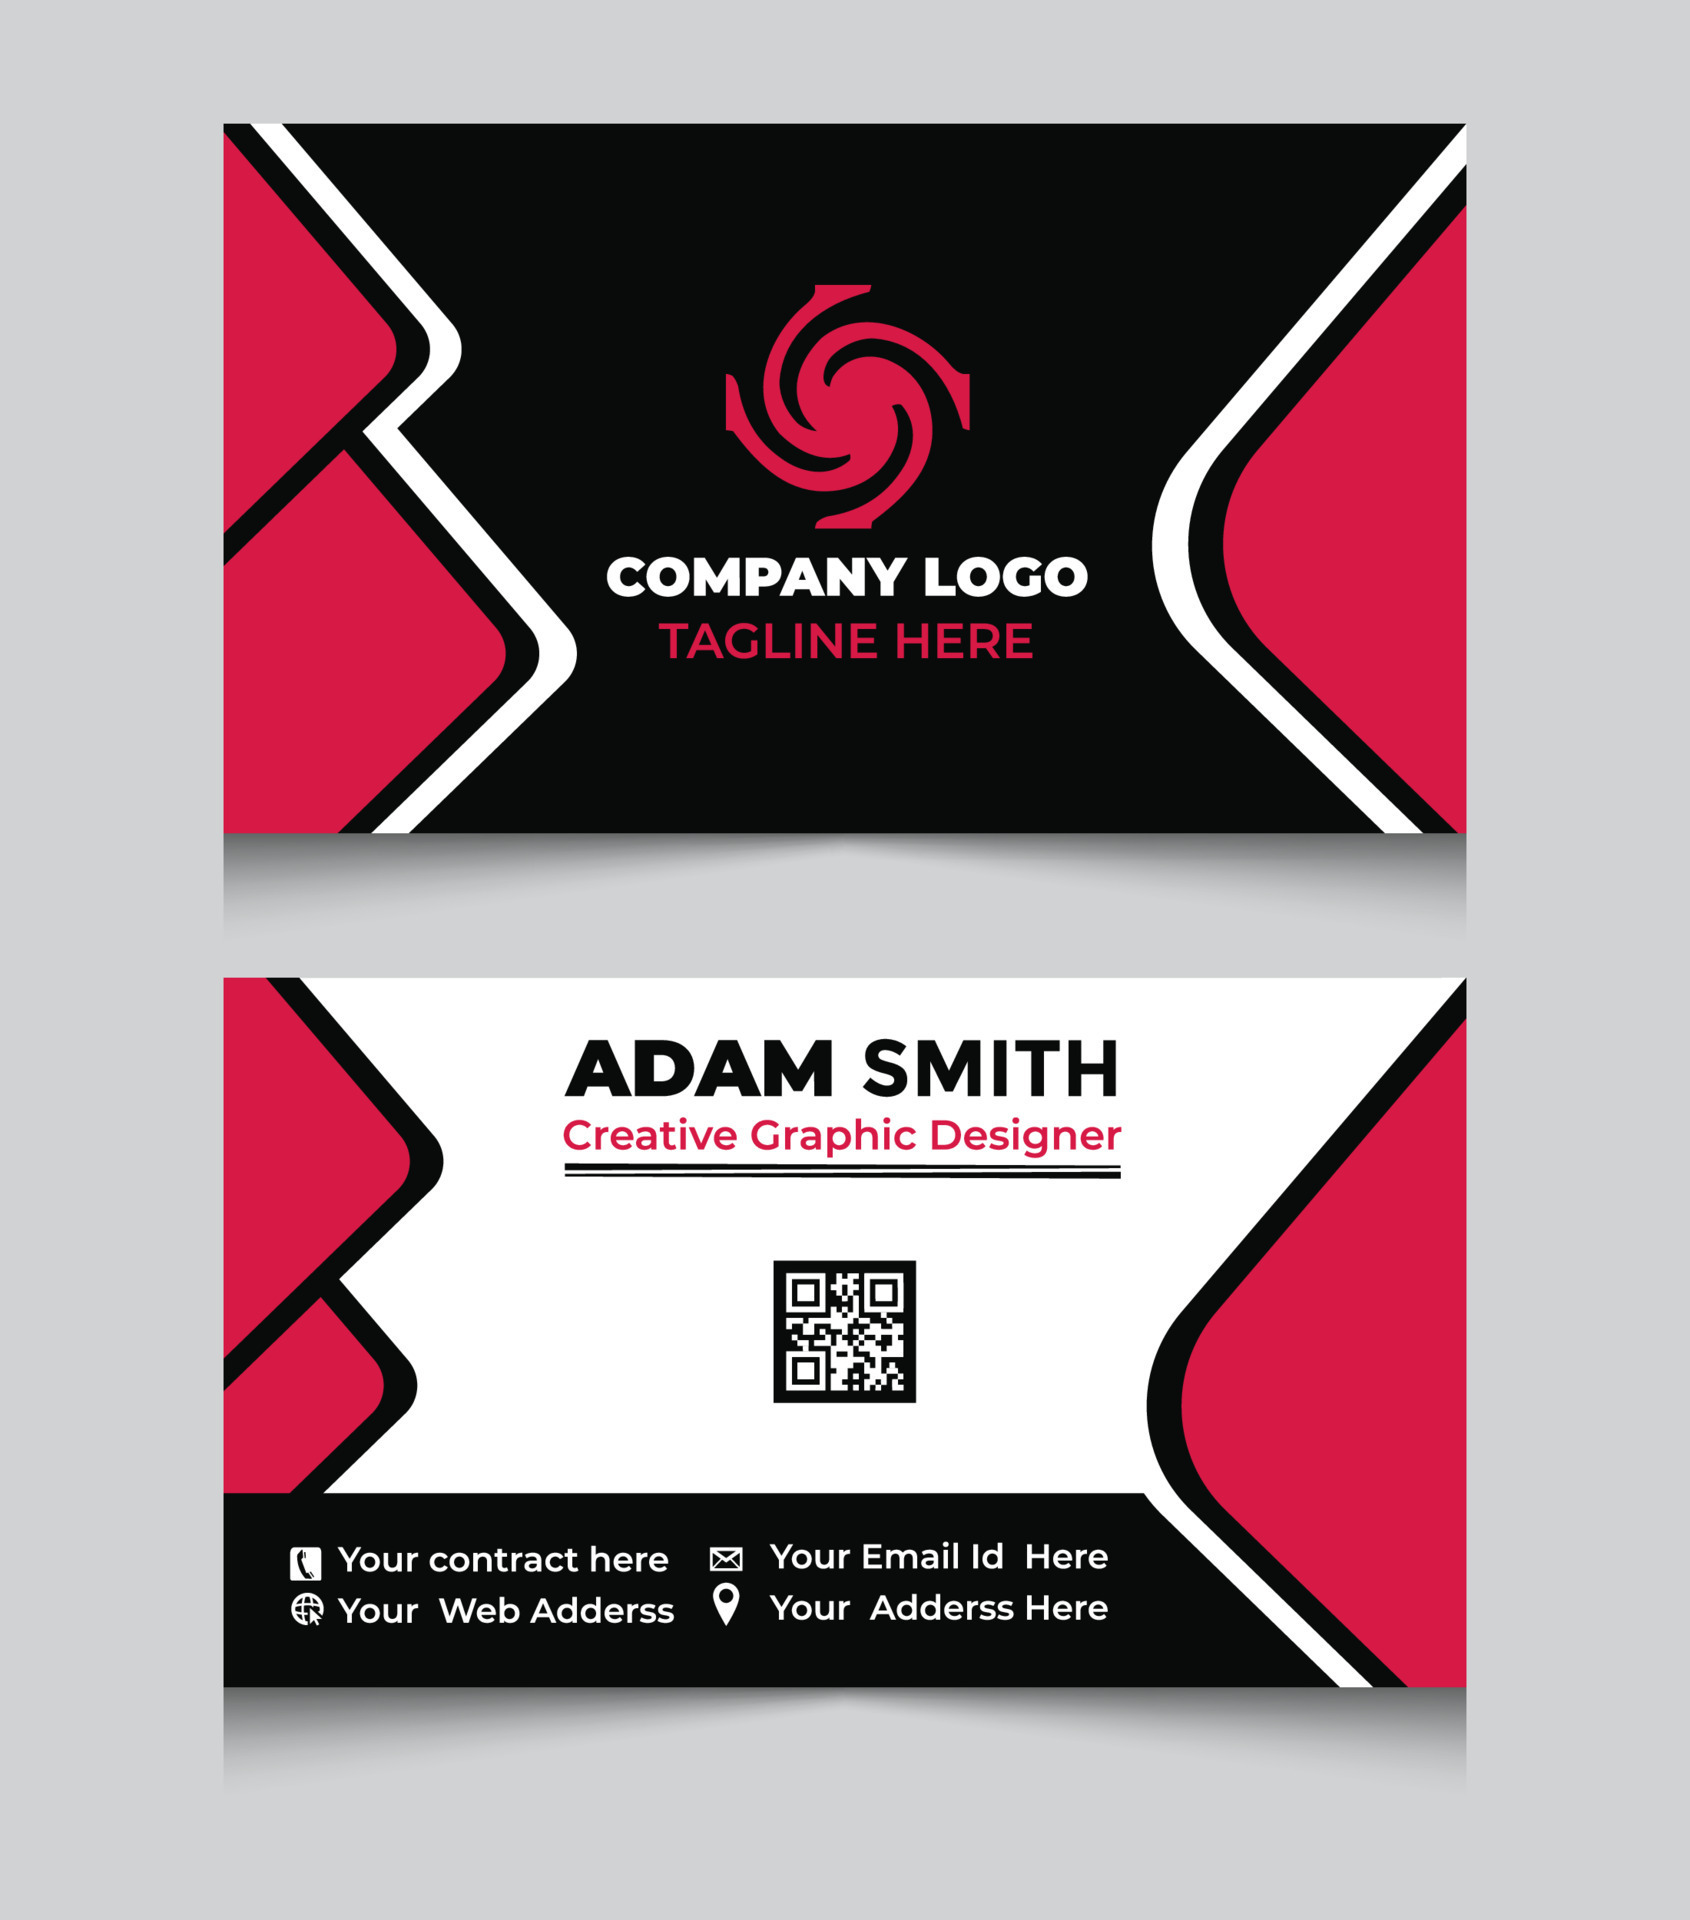 COMPANY LOGO
TAGLINE HERE
ADAM SMITH
Creative Graphic Designer
Your contract here
Your Email Id Here
Your Web Adderss
Your Adderss Here